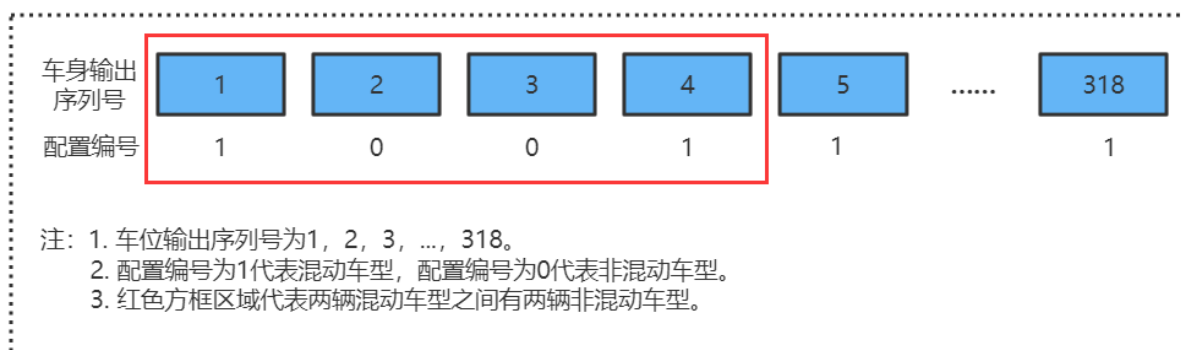 车身输出
序列号
1 2 3 4 5 ...... 318
配置编号 1 0 0 1 1 1
注：1. 车位输出序列号为1，2，3，...，318。
2. 配置编号为1代表混动车型，配置编号为0代表非混动车型。
3. 红色方框区域代表两辆混动车型之间有两辆非混动车型。